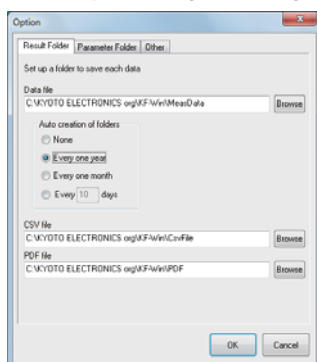 Option
Result Folder Parameter Folder Other
Set up a folder to save each data
Data file
C:\KYOTO ELECTRONICS org\KF-Win\MeasData Browse
Auto creation of folders
None
Every one year
Every one month
Every 10 days
CSV file
C:\KYOTO ELECTRONICS org\KF-Win\CsvFile Browse
PDF file
C:\KYOTO ELECTRONICS org\KF-Win\PDF Browse
OK Cancel